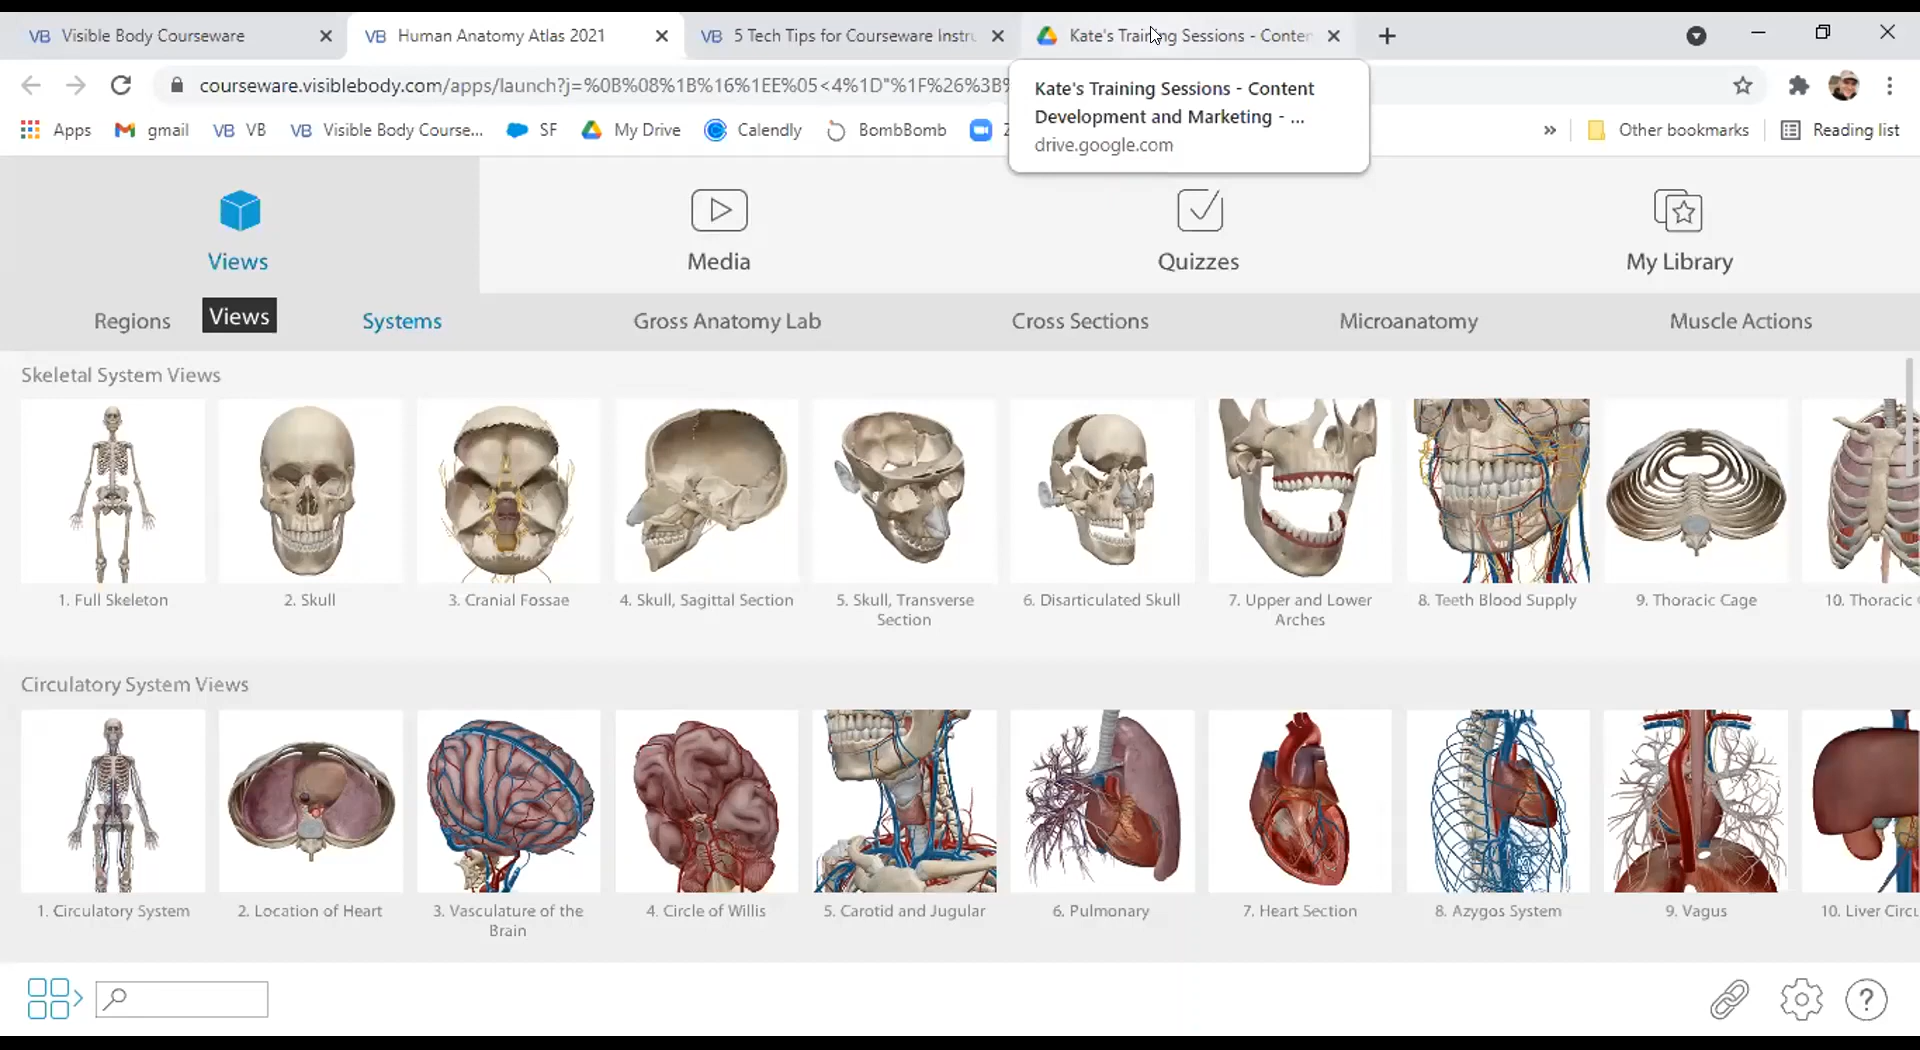 VB Visible Body Courseware
VB Human Anatomy Atlas 2021
VB 5 Tech Tips for Courseware Instru
Kate's Training Sessions - Conten
courseware.visiblebody.com/apps/launch?j=%0B%08%1B%16%1EE%05<4%1D"%1F%26%3B%
Kate's Training Sessions - Content
Development and Marketing - ...
drive.google.com
Apps
gmail
VB VB
VB Visible Body Course...
SF
My Drive
Calendly
BombBomb
Other bookmarks
Reading list
Views
Media
Quizzes
My Library
Regions
Views
Systems
Gross Anatomy Lab
Cross Sections
Microanatomy
Muscle Actions
Skeletal System Views
1. Full Skeleton
2. Skull
3. Cranial Fossae
4. Skull, Sagittal Section
5. Skull, Transverse
Section
6. Disarticulated Skull
7. Upper and Lower
Arches
8. Teeth Blood Supply
9. Thoracic Cage
10. Thoracic
Circulatory System Views
1. Circulatory System
2. Location of Heart
3. Vasculature of the
Brain
4. Circle of Willis
5. Carotid and Jugular
6. Pulmonary
7. Heart Section
8. Azygos System
9. Vagus
10. Liver Circu